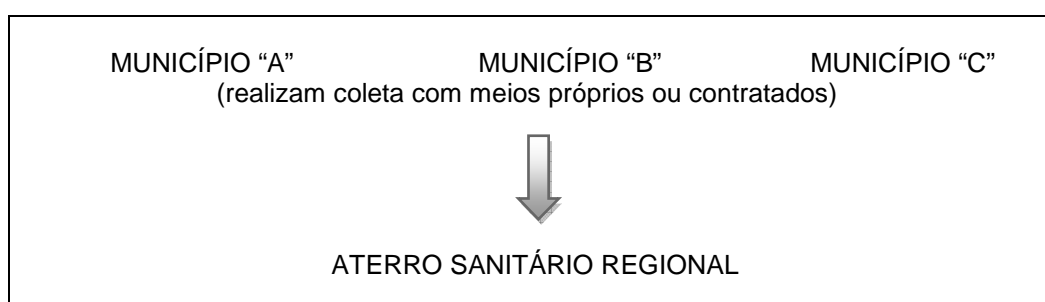 MUNICÍPIO “A” MUNICÍPIO “B” MUNICÍPIO “C”
(realizam coleta com meios próprios ou contratados)
ATERRO SANITÁRIO REGIONAL